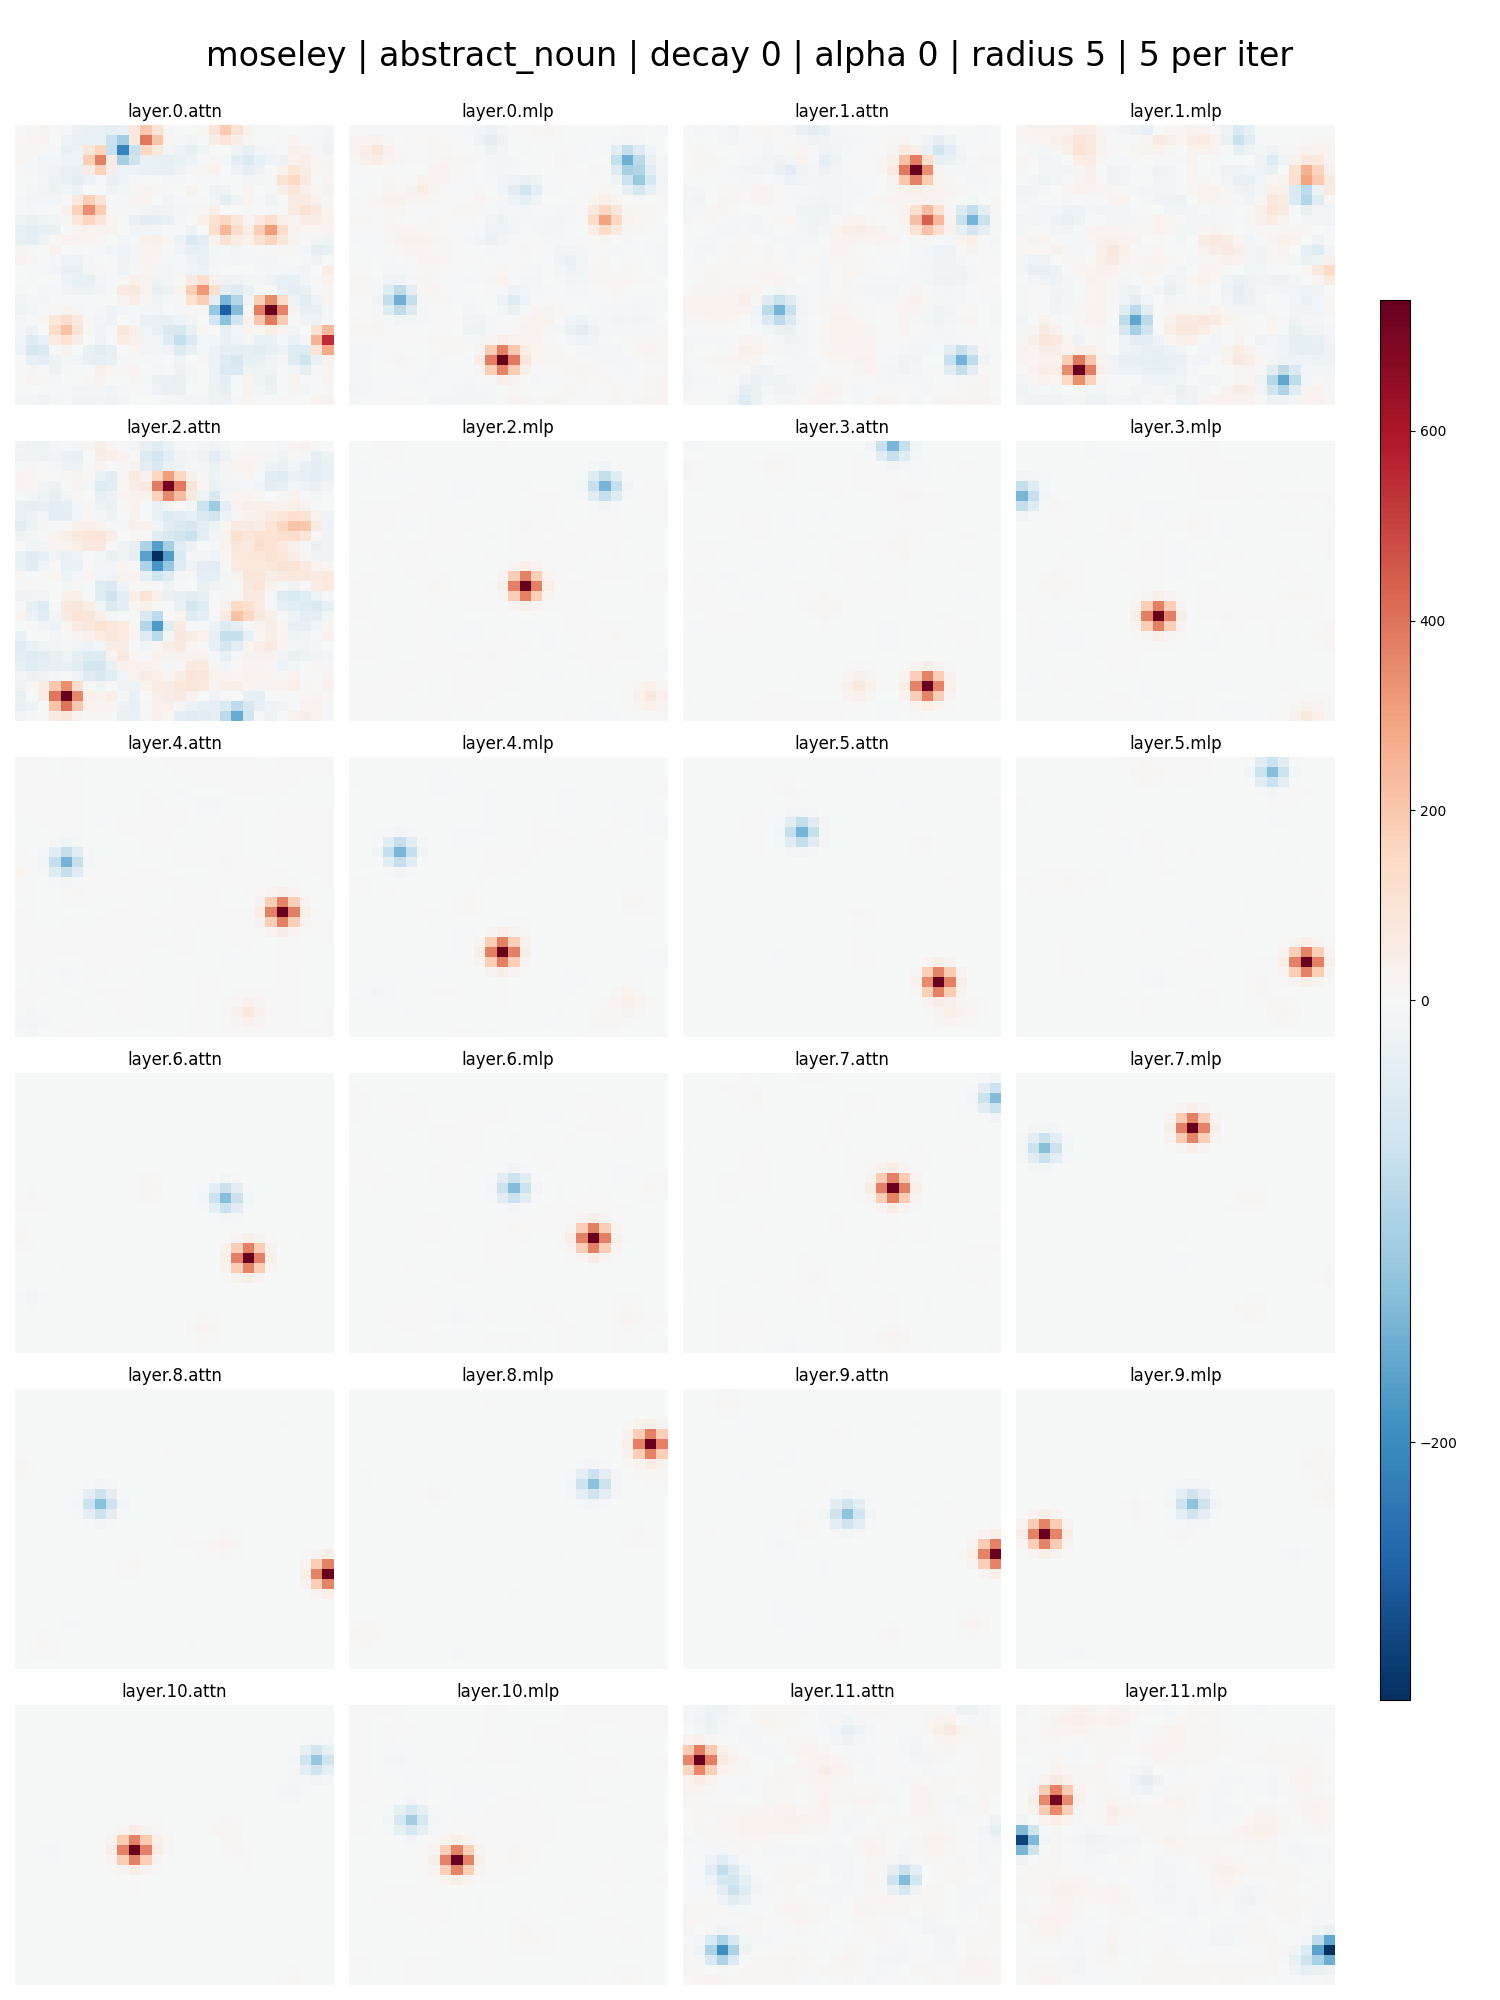 moseley | abstract_noun | decay 0 | alpha 0 | radius 5 | 5 per iter
layer.0.attn
layer.0.mlp
layer.1.attn
layer.1.mlp
layer.2.attn
layer.2.mlp
layer.3.attn
layer.3.mlp
layer.4.attn
layer.4.mlp
layer.5.attn
layer.5.mlp
layer.6.attn
layer.6.mlp
layer.7.attn
layer.7.mlp
layer.8.attn
layer.8.mlp
layer.9.attn
layer.9.mlp
layer.10.attn
layer.10.mlp
layer.11.attn
layer.11.mlp
600
400
200
0
−200